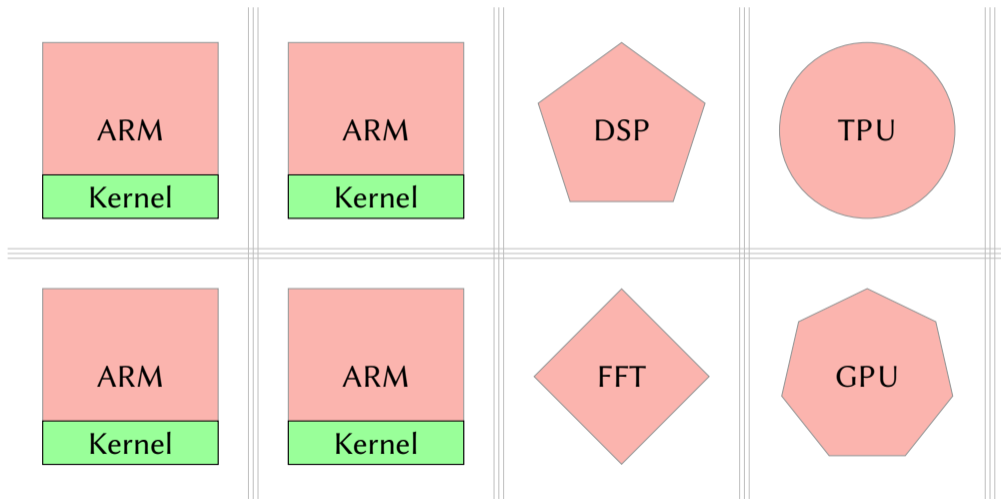 ARM
Kernel
ARM
Kernel
DSP
TPU
ARM
Kernel
ARM
Kernel
FFT
GPU